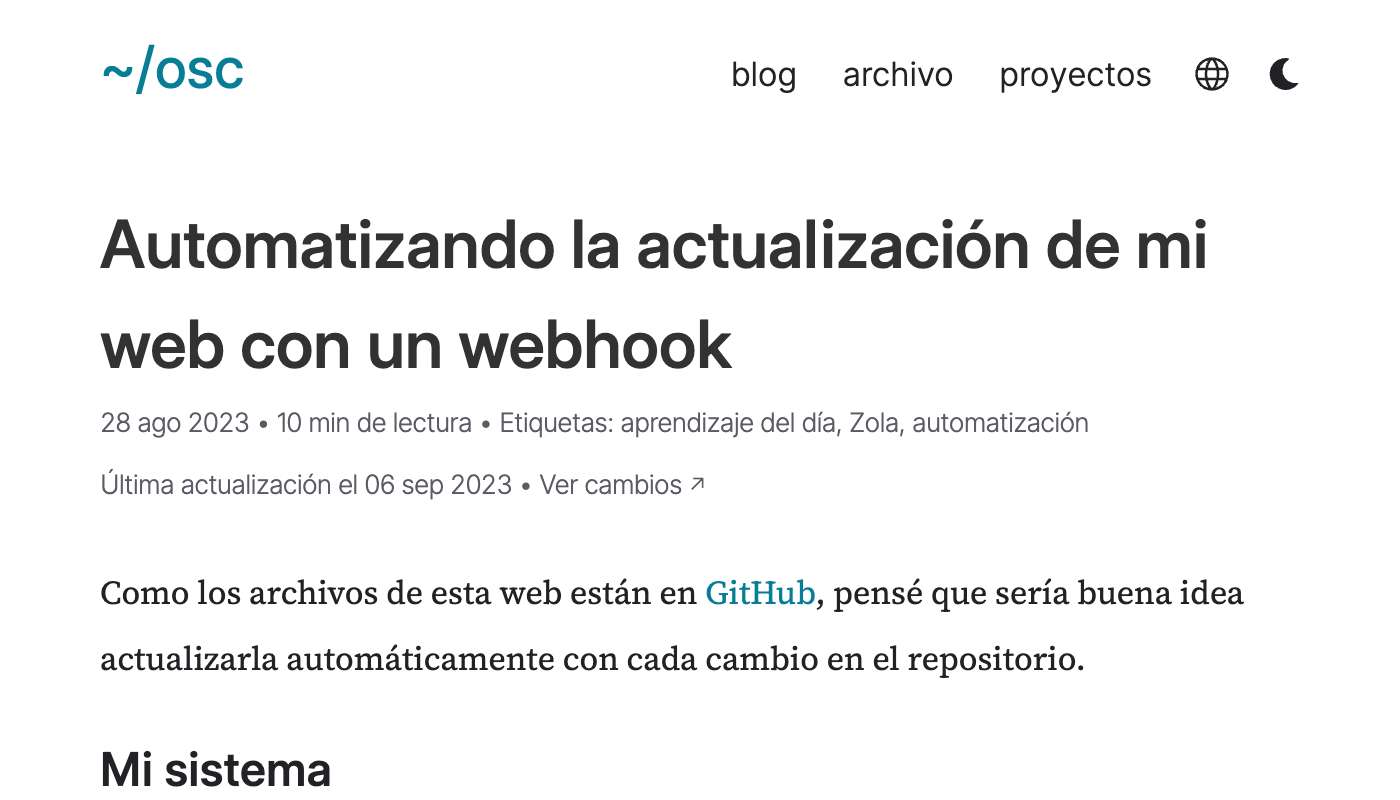 ~/osc
blog archivo proyectos
Automatizando la actualización de mi
web con un webhook
28 ago 2023 • 10 min de lectura • Etiquetas: aprendizaje del día, Zola, automatización
Última actualización el 06 sep 2023 • Ver cambios ↗
Como los archivos de esta web están en GitHub, pensé que sería buena idea
actualizarla automáticamente con cada cambio en el repositorio.
Mi sistema